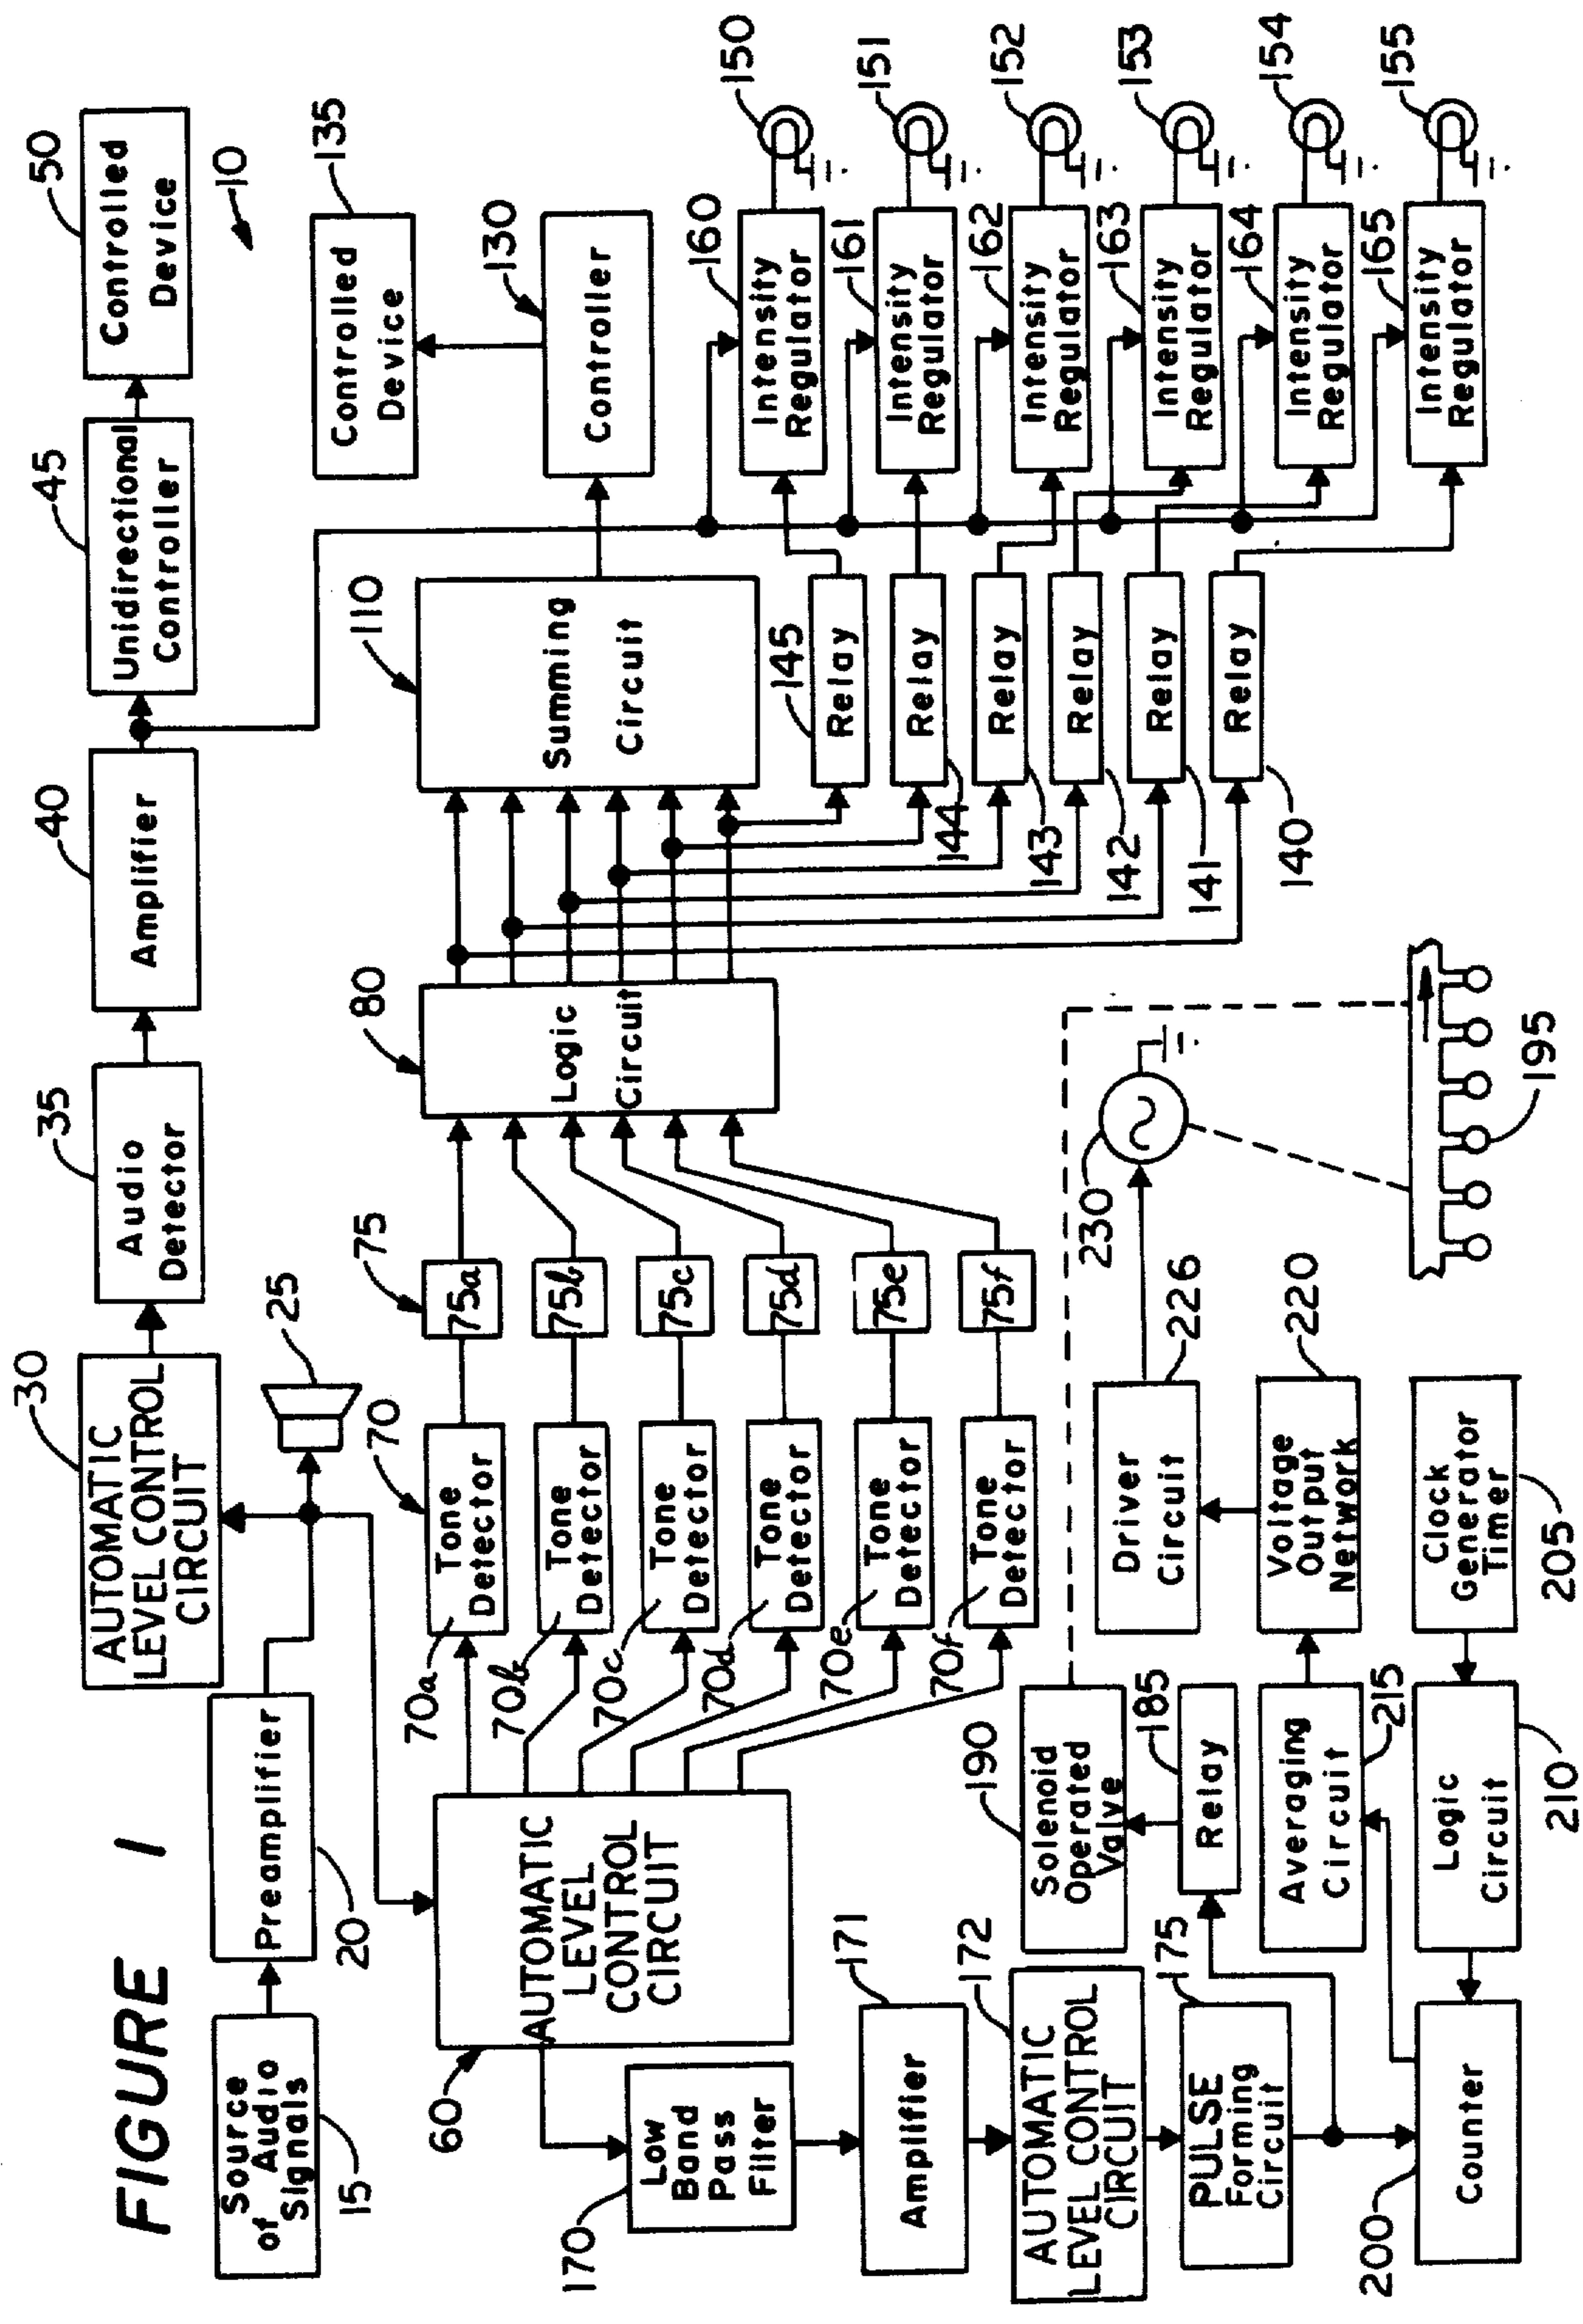 FIGURE 1
Source
of Audio
Signals
15
Preamplifier
20
AUTOMATIC
LEVEL CONTROL
CIRCUIT
30
25
Audio
Detector
35
Amplifier
40
Unidirectional
Controller
45
Controlled
Device
50
10
AUTOMATIC
LEVEL
CONTROL
CIRCUIT
60
70
Tone
Detector
70a
Tone
Detector
70b
Tone
Detector
70c
Tone
Detector
70d
Tone
Detector
70e
Tone
Detector
70f
75
75a
75b
75c
75d
75e
75f
Logic
Circuit
80
Summing
Circuit
110
Controller
130
Controlled
Device
135
Relay
145
Relay
144
Relay
143
Relay
142
Relay
141
Relay
140
Intensity
Regulator
160
150
Intensity
Regulator
161
151
Intensity
Regulator
162
152
Intensity
Regulator
163
153
Intensity
Regulator
164
154
Intensity
Regulator
165
155
Low
Band
Pass
Filter
170
Amplifier
171
AUTOMATIC
LEVEL CONTROL
CIRCUIT
172
PULSE
Forming
Circuit
175
Relay
185
Solenoid
Operated
Valve
190
Counter
200
Logic
Circuit
210
Clock
Generator
Timer
205
Averaging
Circuit
215
Voltage
Output
Network
220
Driver
Circuit
226
230
195